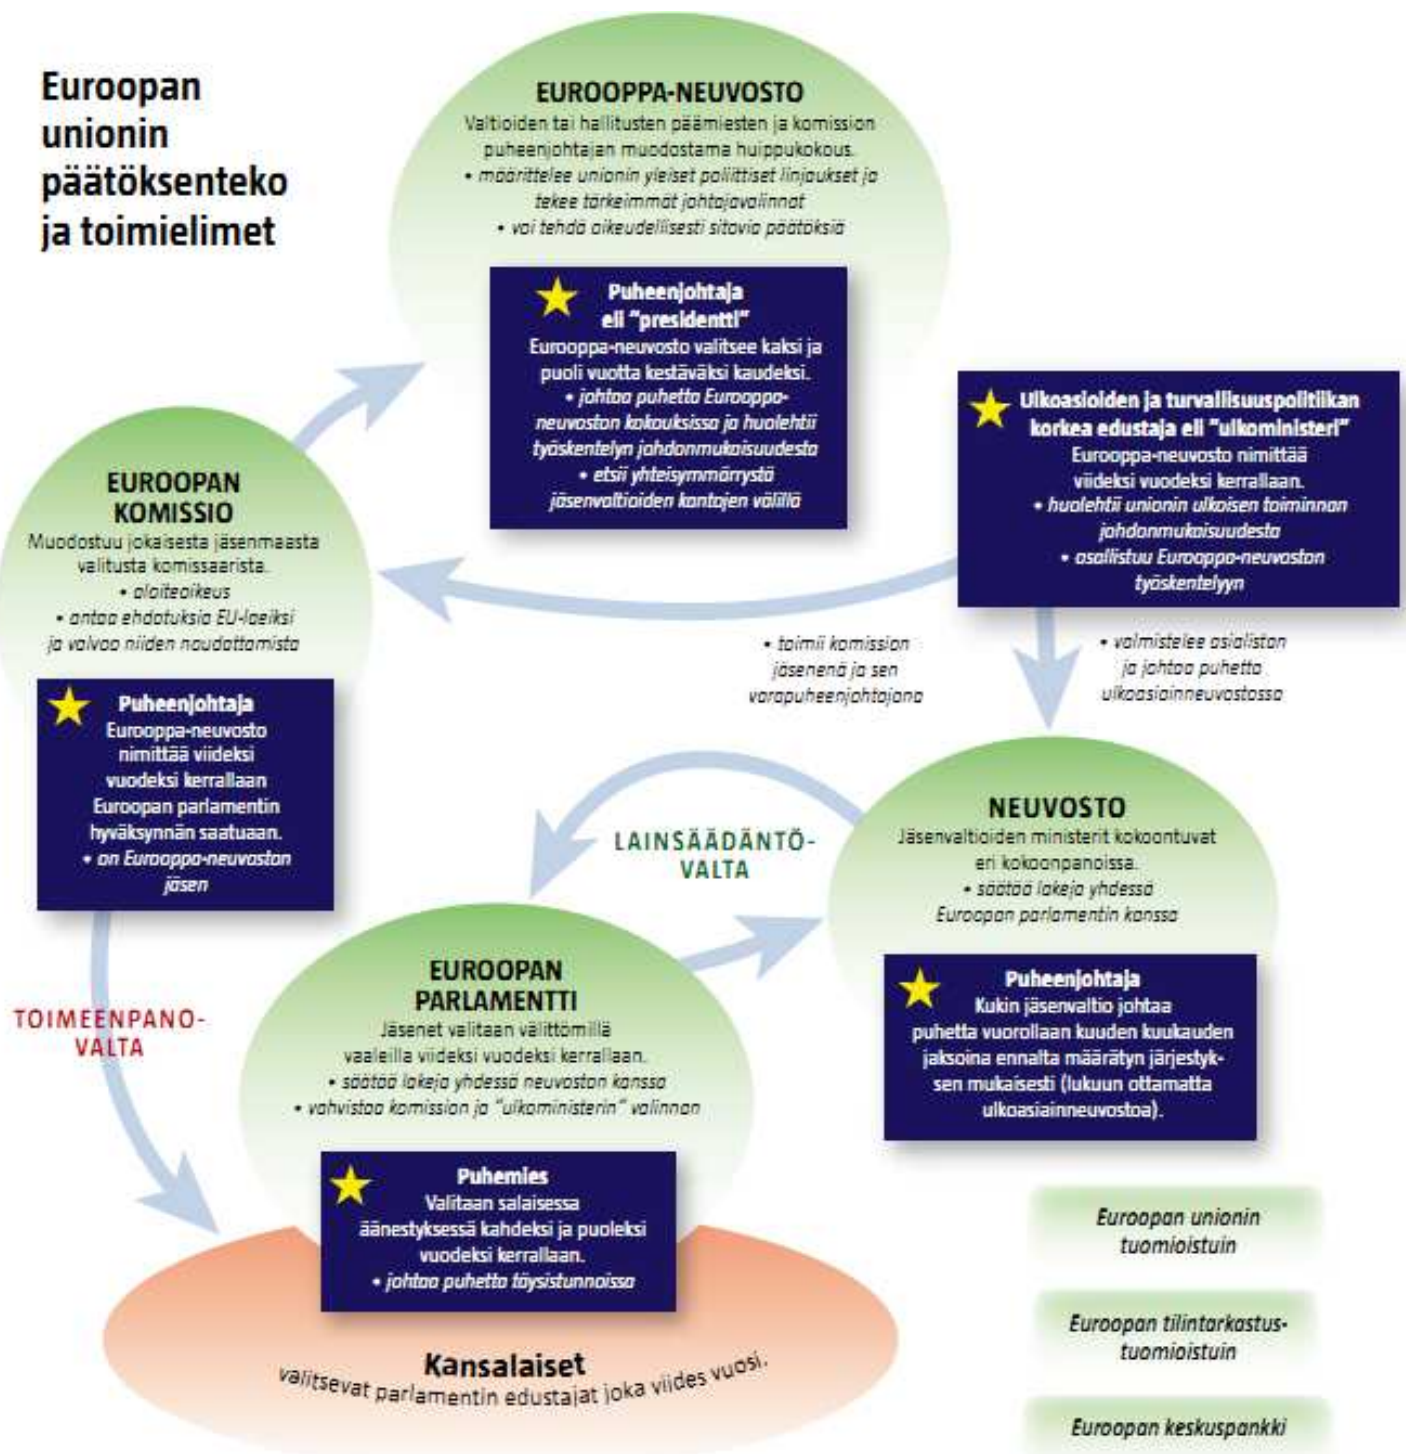 Euroopan
unionin
päätöksenteko
ja toimielimet
EUROOPPA-NEUVOSTO
Valtioiden tai hallitusten päämiesten ja komission
puheenjohtajan muodostama huippukokous.
• määrittelee unionin yleiset poliittiset linjaukset ja
tekee tärkeimmät johtajavalinnat
• voi tehdä oikeudellisesti sitovia päätöksiä
Puheenjohtaja
eli "presidentti"
Eurooppa-neuvosto valitsee kaksi ja
puoli vuotta kestäväksi kaudeksi.
• johtaa puhetta Eurooppa-
neuvoston kokouksissa ja huolehtii
työskentelyn johdonmukaisuudesta
• etsii yhteisymmärrystä
jäsenvaltioiden kantojen välillä
Ulkoasioiden ja turvallisuuspolitiikan
korkea edustaja eli "ulkoministeri"
Eurooppa-neuvosto nimittää
viideksi vuodeksi kerrallaan.
• huolehtii unionin ulkoisen toiminnan
johdonmukaisuudesta
• osallistuu Eurooppa-neuvoston
työskentelyyn
EUROOPAN
KOMISSIO
Muodostuu jokaisesta jäsenmaasta
valitusta komissaarista.
• aloiteoikeus
• antaa ehdotuksia EU-laeiksi
ja valvoo niiden noudattamista
Puheenjohtaja
Eurooppa-neuvosto
nimittää viideksi
vuodeksi kerrallaan
Euroopan parlamentin
hyväksynnän saatuaan.
• on Eurooppa-neuvoston
jäsen
• toimii komission
jäsenenä ja sen
varapuheenjohtajana
• valmistelee asialistan
ja johtaa puhetta
ulkoasiainneuvostossa
LAINSÄÄDÄNTÖ-
VALTA
NEUVOSTO
Jäsenvaltioiden ministerit kokoontuvat
eri kokoonpanoissa.
• säätää lakeja yhdessä
Euroopan parlamentin kanssa
Puheenjohtaja
Kukin jäsenvaltio johtaa
puhetta vuorollaan kuuden kuukauden
jaksoina ennalta määrätyn järjestyk-
sen mukaisesti (lukuun ottamatta
ulkoasiainneuvostoa).
TOIMEENPANO-
VALTA
EUROOPAN
PARLAMENTTI
Jäsenet valitaan välittömillä
vaaleilla viideksi vuodeksi kerrallaan.
• säätää lakeja yhdessä neuvoston kanssa
• vahvistaa komission ja "ulkoministerin" valinnan
Puhemies
Valitaan salaisessa
äänestyksessä kahdeksi ja puoleksi
vuodeksi kerrallaan.
• johtaa puhetta täysistunnoissa
Kansalaiset
valitsevat parlamentin edustajat joka viides vuosi.
Euroopan unionin
tuomioistuin
Euroopan tilintarkastus-
tuomioistuin
Euroopan keskuspankki